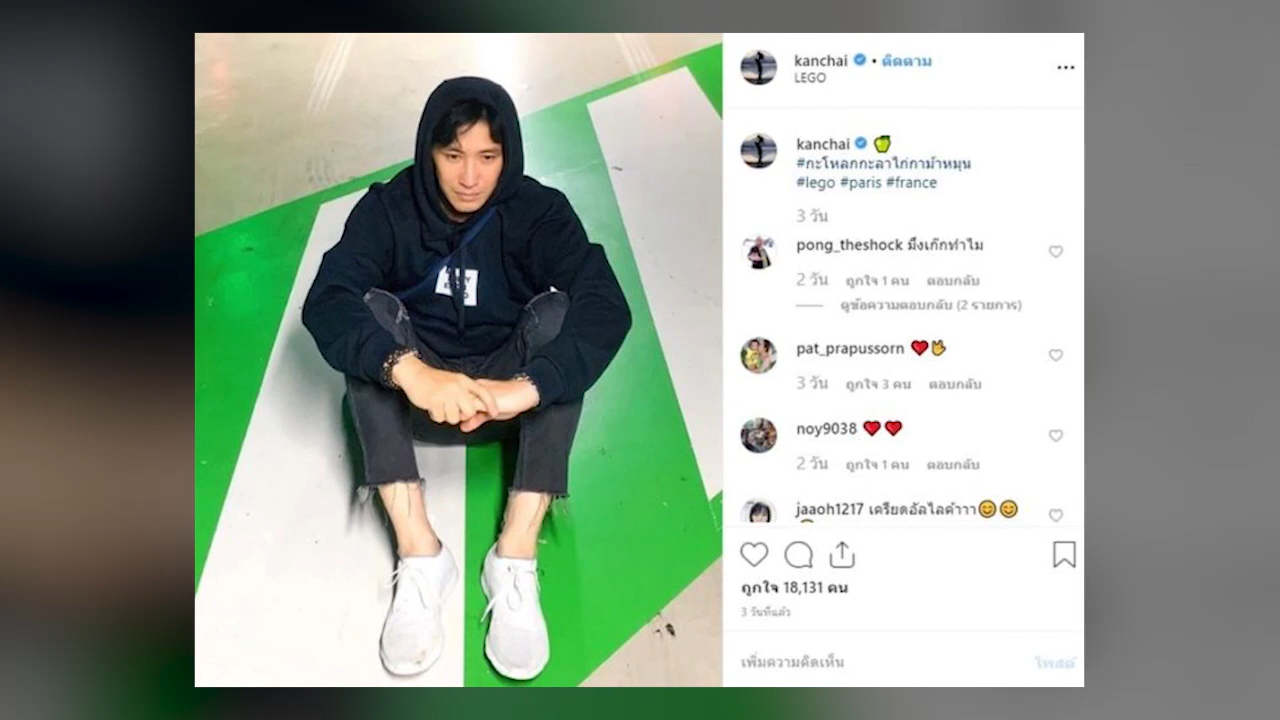 kanchai • ติดตาม
LEGO
kanchai
#กะโหลกกะลาไก่กาม้าหมุน
#lego #paris #france
3 วัน
pong_theshock มึงเก๊กทำไม
2 วัน ถูกใจ 1 คน ตอบกลับ
ดูข้อความตอบกลับ (2 รายการ)
pat_prapussorn ❤️🤟
3 วัน ถูกใจ 3 คน ตอบกลับ
noy9038 ❤️❤️
2 วัน ถูกใจ 1 คน ตอบกลับ
jaaoh1217 เครียดอัลไลค้าาา😊😊
ถูกใจ 18,131 คน
3 วันที่แล้ว
เพิ่มความคิดเห็น โพสต์